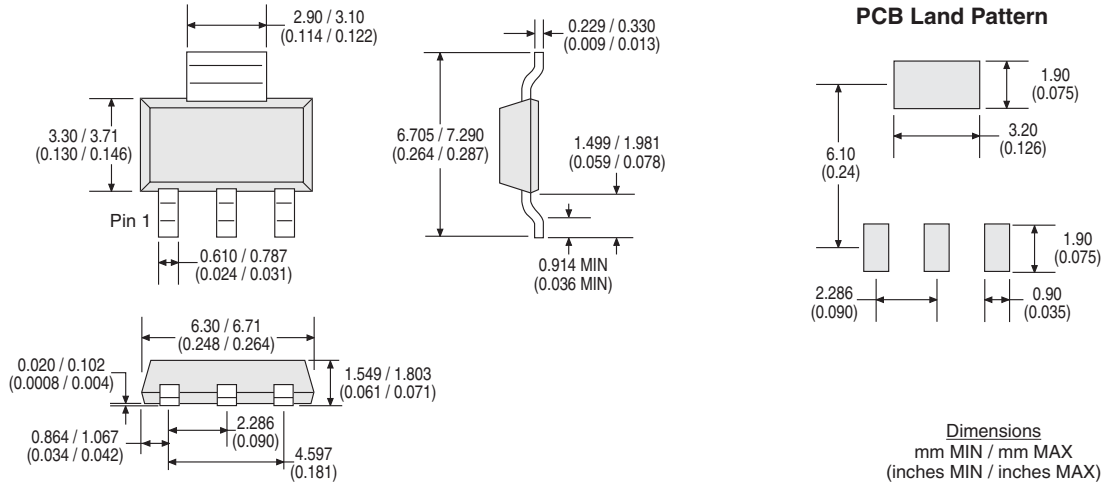 2.90 / 3.10
(0.114 / 0.122)
3.30 / 3.71
(0.130 / 0.146)
Pin 1
0.610 / 0.787
(0.024 / 0.031)
0.229 / 0.330
(0.009 / 0.013)
6.705 / 7.290
(0.264 / 0.287)
1.499 / 1.981
(0.059 / 0.078)
0.914 MIN
(0.036 MIN)
PCB Land Pattern
1.90
(0.075)
3.20
(0.126)
6.10
(0.24)
1.90
(0.075)
2.286
(0.090)
0.90
(0.035)
6.30 / 6.71
(0.248 / 0.264)
0.020 / 0.102
(0.0008 / 0.004)
1.549 / 1.803
(0.061 / 0.071)
0.864 / 1.067
(0.034 / 0.042)
2.286
(0.090)
4.597
(0.181)
Dimensions
mm MIN / mm MAX
(inches MIN / inches MAX)